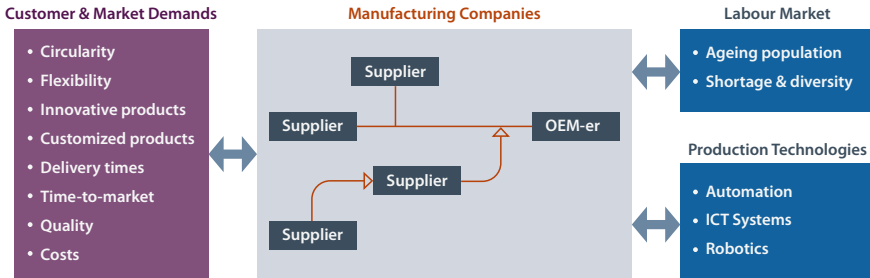 Customer & Market Demands
• Circularity
• Flexibility
• Innovative products
• Customized products
• Delivery times
• Time-to-market
• Quality
• Costs
Manufacturing Companies
Supplier
Supplier
OEM-er
Supplier
Supplier
Labour Market
• Ageing population
• Shortage & diversity
Production Technologies
• Automation
• ICT Systems
• Robotics